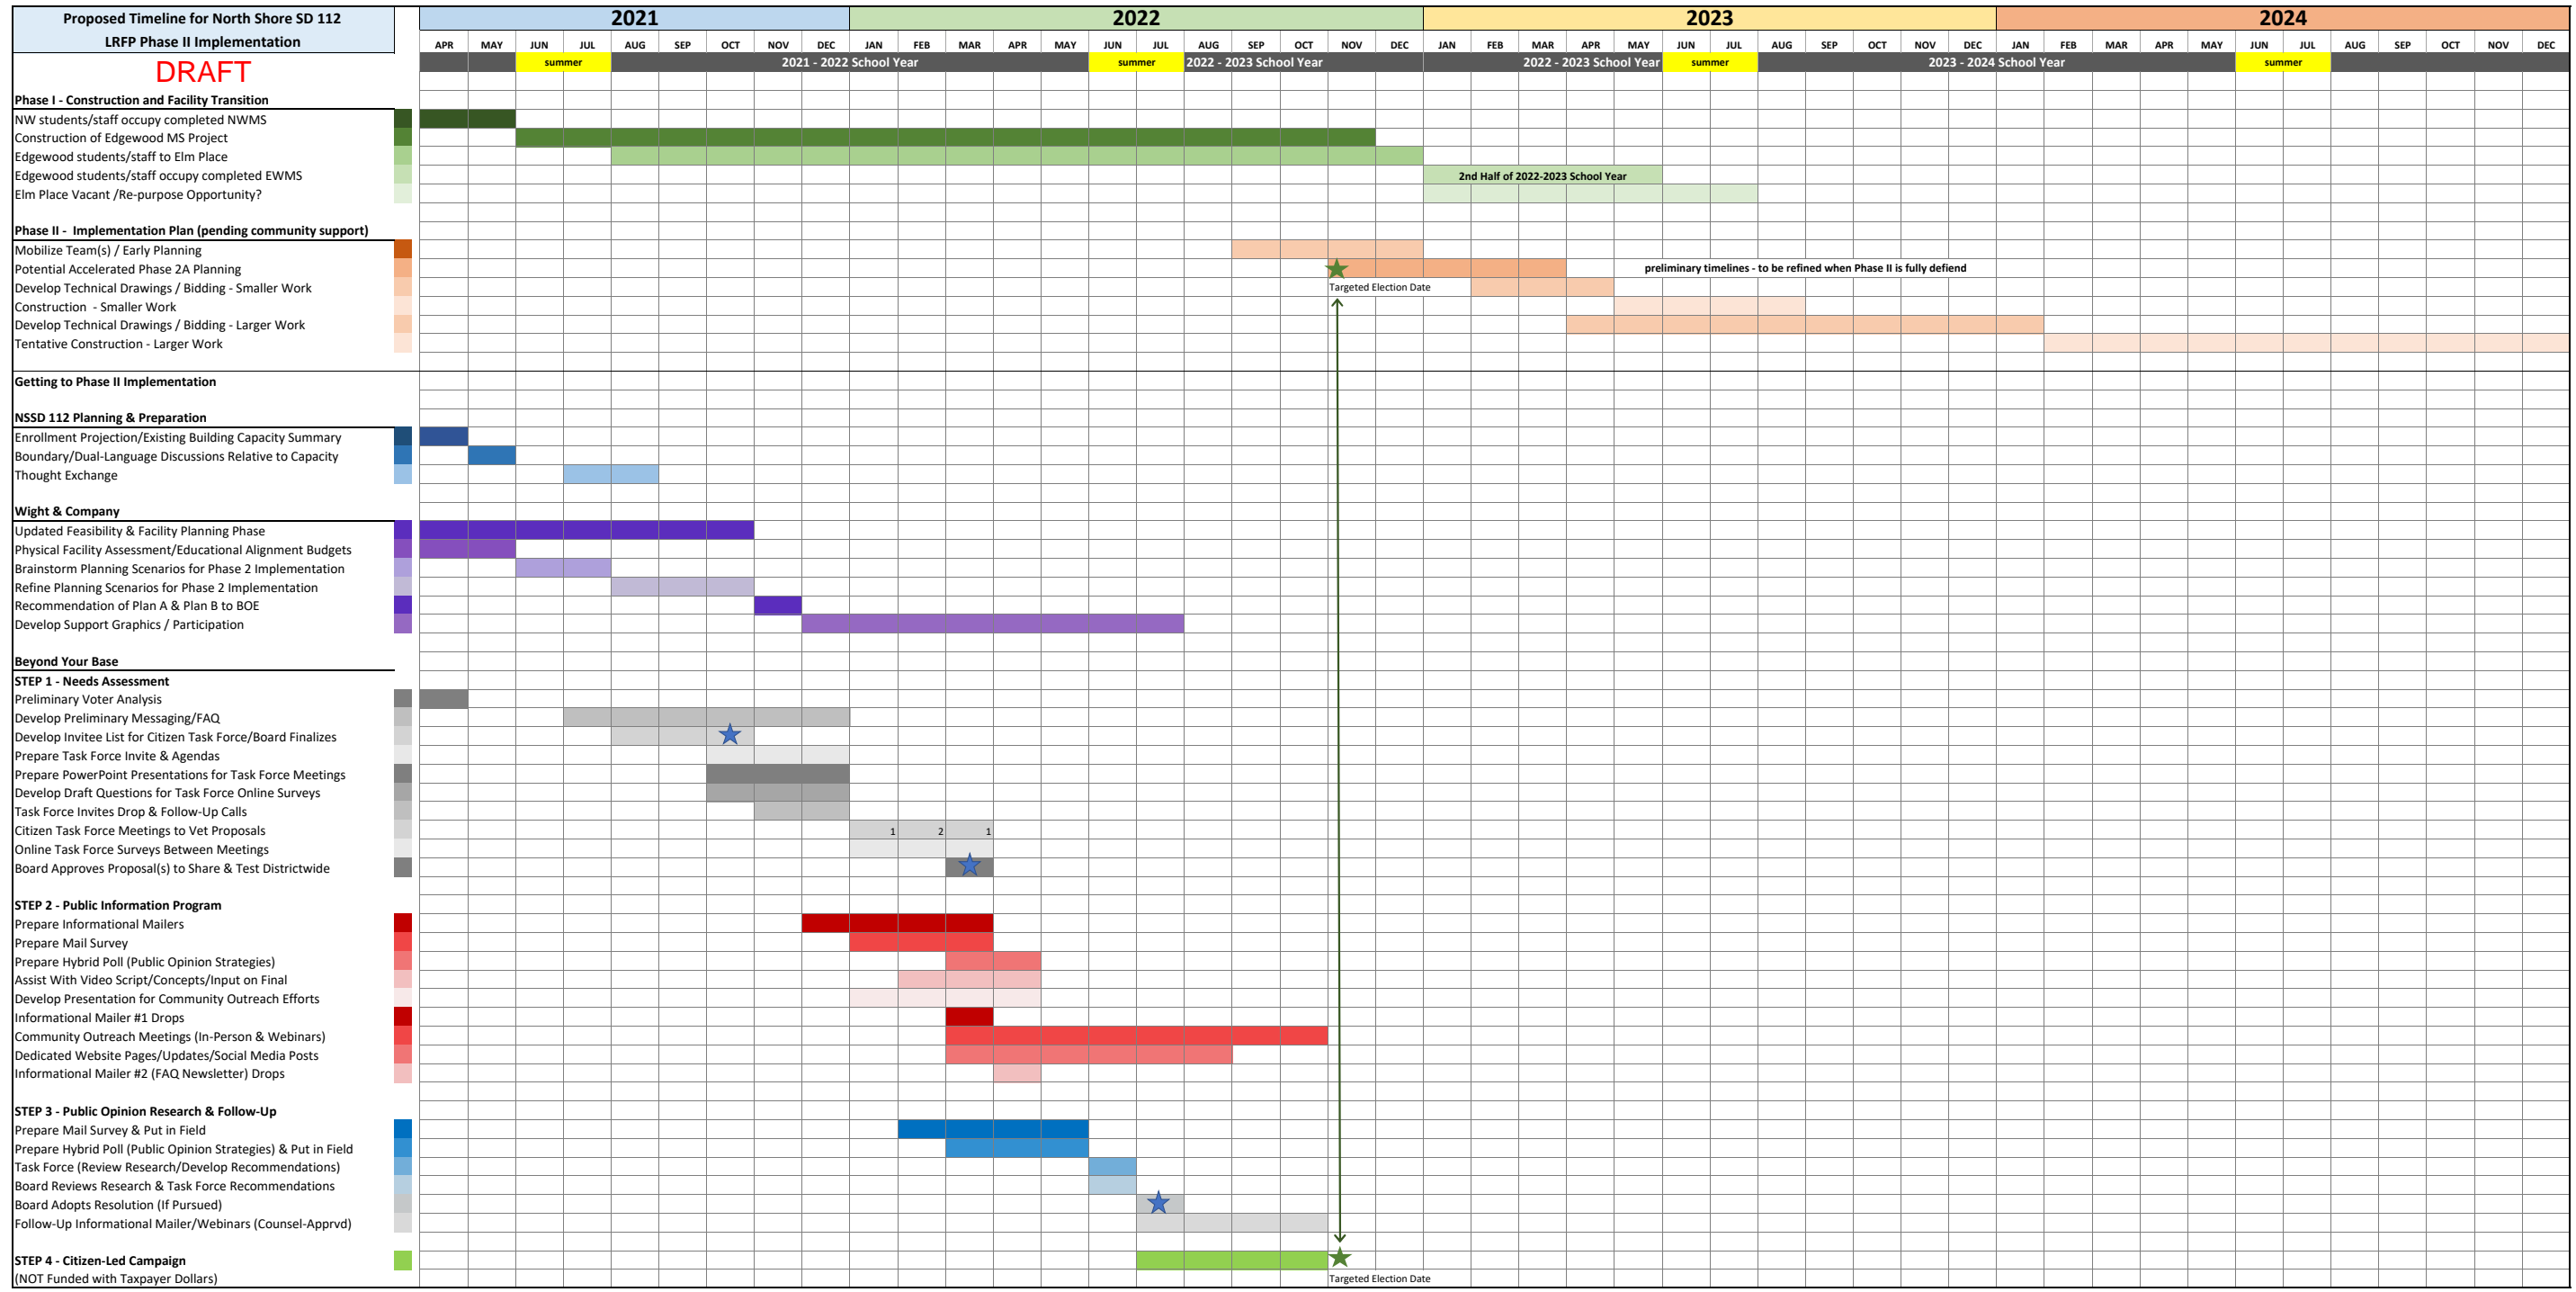 Proposed Timeline for North Shore SD 112
LRFP Phase II Implementation
DRAFT
2021 2022 2023 2024
APR MAY JUN JUL AUG SEP OCT NOV DEC JAN FEB MAR APR MAY JUN JUL AUG SEP OCT NOV DEC JAN FEB MAR APR MAY JUN JUL AUG SEP OCT NOV DEC JAN FEB MAR APR MAY JUN JUL AUG SEP OCT NOV DEC
summer 2021 - 2022 School Year summer 2022 - 2023 School Year 2022 - 2023 School Year summer 2023 - 2024 School Year summer
Phase I - Construction and Facility Transition
NW students/staff occupy completed NWMS
Construction of Edgewood MS Project
Edgewood students/staff to Elm Place
Edgewood students/staff occupy completed EWMS 2nd Half of 2022-2023 School Year
Elm Place Vacant /Re-purpose Opportunity?
Phase II -  Implementation Plan (pending community support)
Mobilize Team(s) / Early Planning
Potential Accelerated Phase 2A Planning preliminary timelines - to be refined when Phase II is fully defiend
Develop Technical Drawings / Bidding - Smaller Work Targeted Election Date
Construction  - Smaller Work
Develop Technical Drawings / Bidding - Larger Work
Tentative Construction - Larger Work
Getting to Phase II Implementation
NSSD 112 Planning & Preparation
Enrollment Projection/Existing Building Capacity Summary
Boundary/Dual-Language Discussions Relative to Capacity
Thought Exchange
Wight & Company
Updated Feasibility & Facility Planning Phase
Physical Facility Assessment/Educational Alignment Budgets
Brainstorm Planning Scenarios for Phase 2 Implementation
Refine Planning Scenarios for Phase 2 Implementation
Recommendation of Plan A & Plan B to BOE
Develop Support Graphics / Participation
Beyond Your Base
STEP 1 - Needs Assessment
Preliminary Voter Analysis
Develop Preliminary Messaging/FAQ
Develop Invitee List for Citizen Task Force/Board Finalizes
Prepare Task Force Invite & Agendas
Prepare PowerPoint Presentations for Task Force Meetings
Develop Draft Questions for Task Force Online Surveys
Task Force Invites Drop & Follow-Up Calls
Citizen Task Force Meetings to Vet Proposals 1 2 1
Online Task Force Surveys Between Meetings
Board Approves Proposal(s) to Share & Test Districtwide
STEP 2 - Public Information Program
Prepare Informational Mailers
Prepare Mail Survey
Prepare Hybrid Poll (Public Opinion Strategies)
Assist With Video Script/Concepts/Input on Final
Develop Presentation for Community Outreach Efforts
Informational Mailer #1 Drops
Community Outreach Meetings (In-Person & Webinars)
Dedicated Website Pages/Updates/Social Media Posts
Informational Mailer #2 (FAQ Newsletter) Drops
STEP 3 - Public Opinion Research & Follow-Up
Prepare Mail Survey & Put in Field
Prepare Hybrid Poll (Public Opinion Strategies) & Put in Field
Task Force (Review Research/Develop Recommendations)
Board Reviews Research & Task Force Recommendations
Board Adopts Resolution (If Pursued)
Follow-Up Informational Mailer/Webinars (Counsel-Apprvd)
STEP 4 - Citizen-Led Campaign
(NOT Funded with Taxpayer Dollars) Targeted Election Date